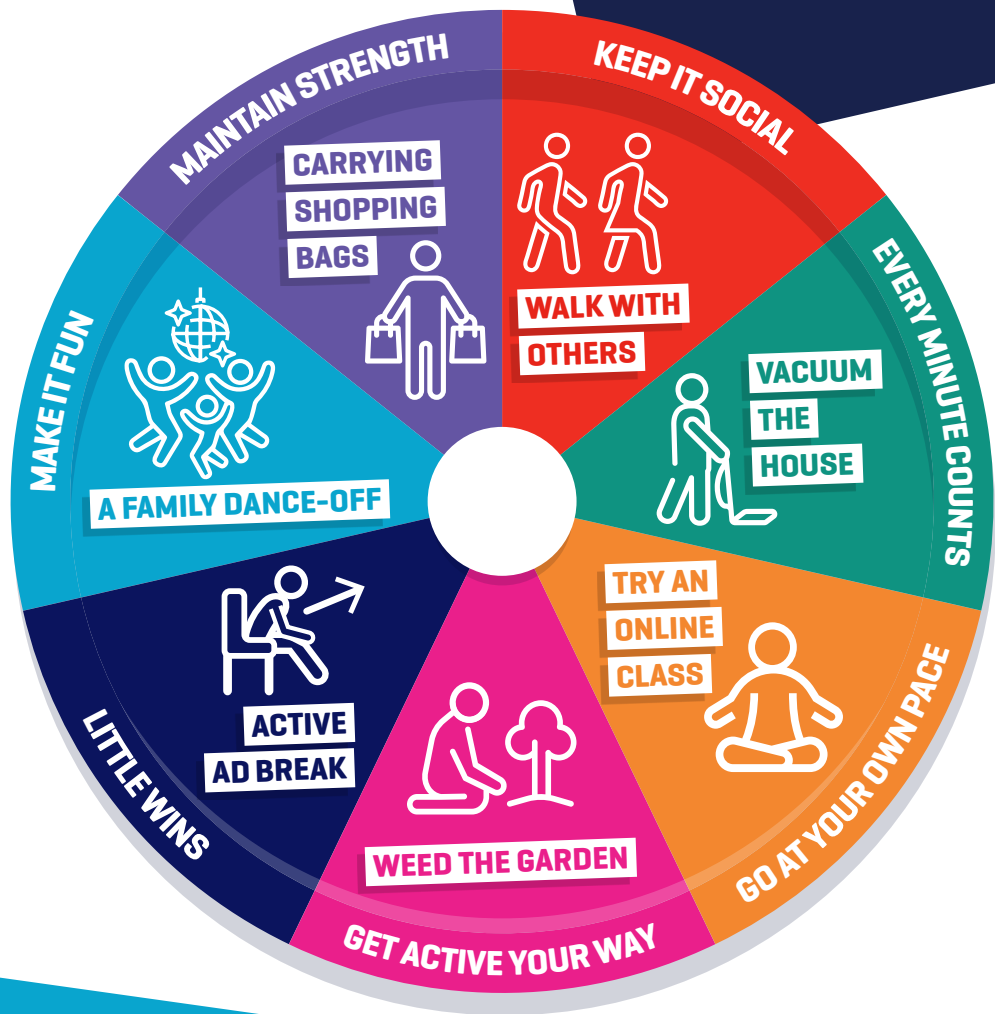 KEEP IT SOCIAL
WALK WITH
OTHERS
EVERY MINUTE COUNTS
VACUUM
THE
HOUSE
GO AT YOUR OWN PACE
TRY AN
ONLINE
CLASS
GET ACTIVE YOUR WAY
WEED THE GARDEN
LITTLE WINS
ACTIVE
AD BREAK
MAKE IT FUN
A FAMILY DANCE-OFF
MAINTAIN STRENGTH
CARRYING
SHOPPING
BAGS